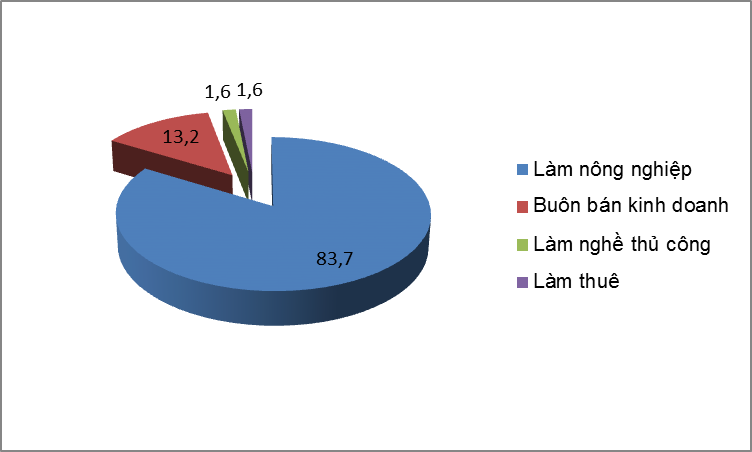 1,6
1,6
13,2
83,7
Làm nông nghiệp
Buôn bán kinh doanh
Làm nghề thủ công
Làm thuê